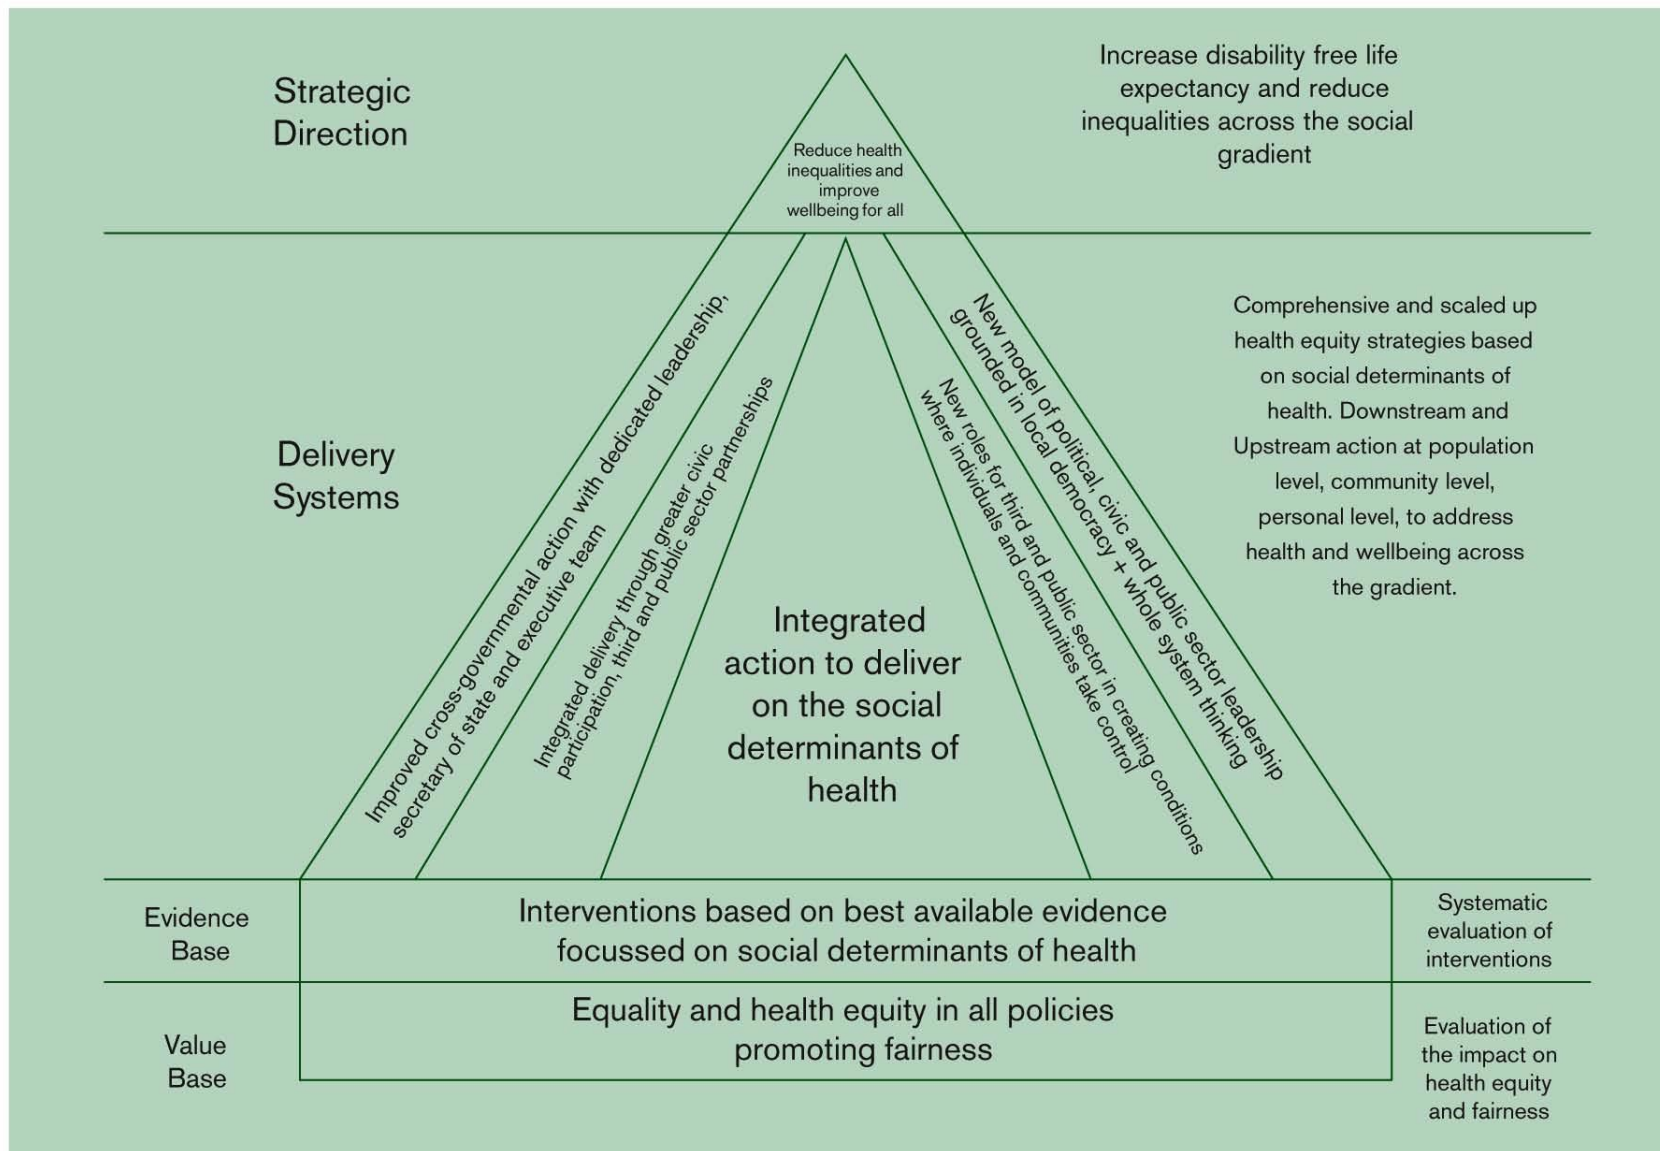 Strategic
Direction
Reduce health
inequalities and
improve
wellbeing for all
Increase disability free life
expectancy and reduce
inequalities across the social
gradient
Delivery
Systems
Improved cross-governmental action with dedicated leadership,
secretary of state and executive team
Integrated delivery through greater civic
participation, third and public sector partnerships
Integrated
action to deliver
on the social
determinants of
health
New roles for third and public sector in creating conditions
where individuals and communities take control
New model of political, civic and public sector leadership
grounded in local democracy + whole system thinking
Comprehensive and scaled up
health equity strategies based
on social determinants of
health. Downstream and
Upstream action at population
level, community level,
personal level, to address
health and wellbeing across
the gradient.
Evidence
Base
Interventions based on best available evidence
focussed on social determinants of health
Systematic
evaluation of
interventions
Value
Base
Equality and health equity in all policies
promoting fairness
Evaluation of
the impact on
health equity
and fairness